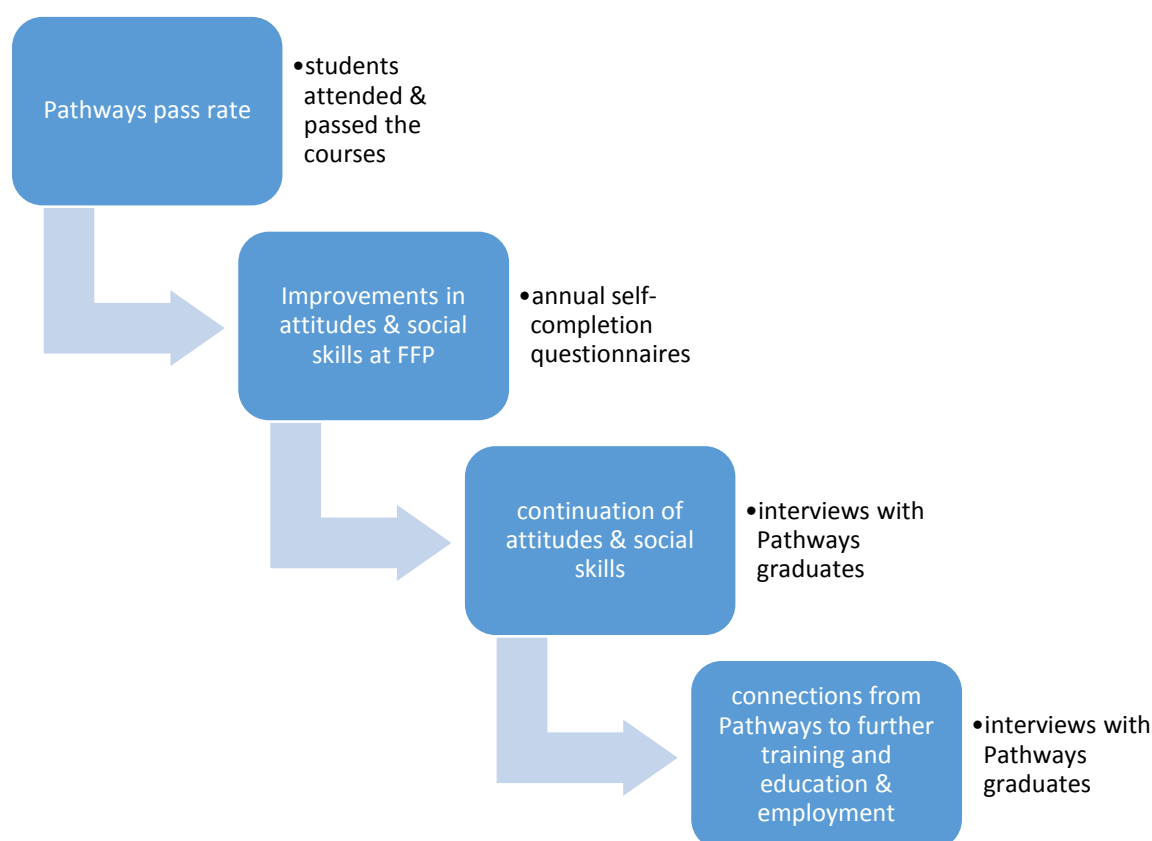 Pathways pass rate
•students
attended &
passed the
courses
Improvements in
attitudes & social
skills at FFP
•annual self-
completion
questionnaires
continuation of
attitudes & social
skills
•interviews with
Pathways
graduates
connections from
Pathways to further
training and
education &
employment
•interviews with
Pathways
graduates